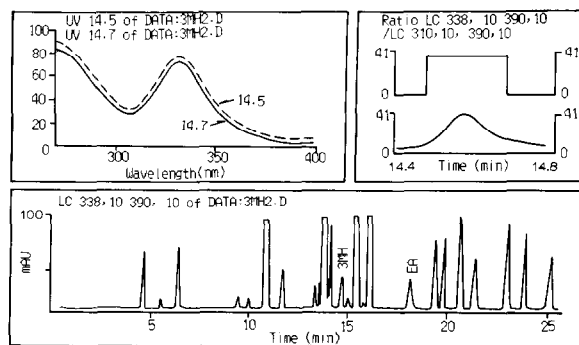 UV 14.5 of DATA:3MH2.D
UV 14.7 of DATA:3MH2.D
100
80
60
40
20
0
14.5
14.7
300 350 400
Wavelength(nm)
Ratio LC 338, 10 390,10
/LC 310,10, 390,10
41 41
0 0
41 41
0 0
14.4 Time (min) 14.8
LC 338,10 390, 10 of DATA:3MH2.D
100
mAU
3MH
EA
5 10 15 20 25
Time (min)